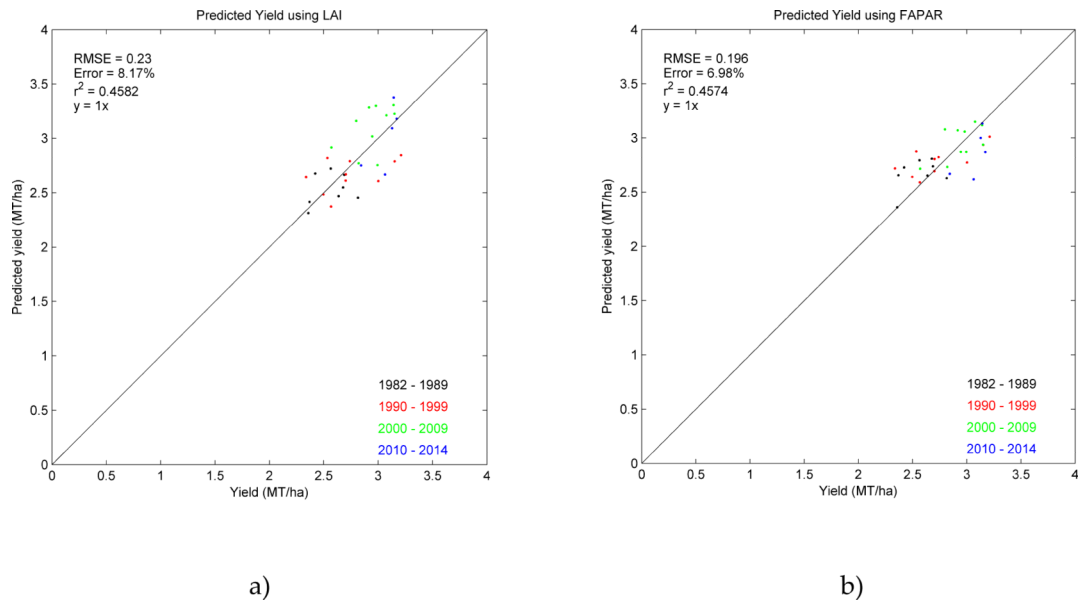 Predicted Yield using LAI
4
3.5
3
2.5
2
1.5
1
0.5
0
Predicted yield (MT/ha)
RMSE = 0.23
Error = 8.17%
r² = 0.4582
y = 1x
1982 - 1989
1990 - 1999
2000 - 2009
2010 - 2014
0 0.5 1 1.5 2 2.5 3 3.5 4
Yield (MT/ha)
a)
Predicted Yield using FAPAR
4
3.5
3
2.5
2
1.5
1
0.5
0
Predicted yield (MT/ha)
RMSE = 0.196
Error = 6.98%
r² = 0.4574
y = 1x
1982 - 1989
1990 - 1999
2000 - 2009
2010 - 2014
0 0.5 1 1.5 2 2.5 3 3.5 4
Yield (MT/ha)
b)